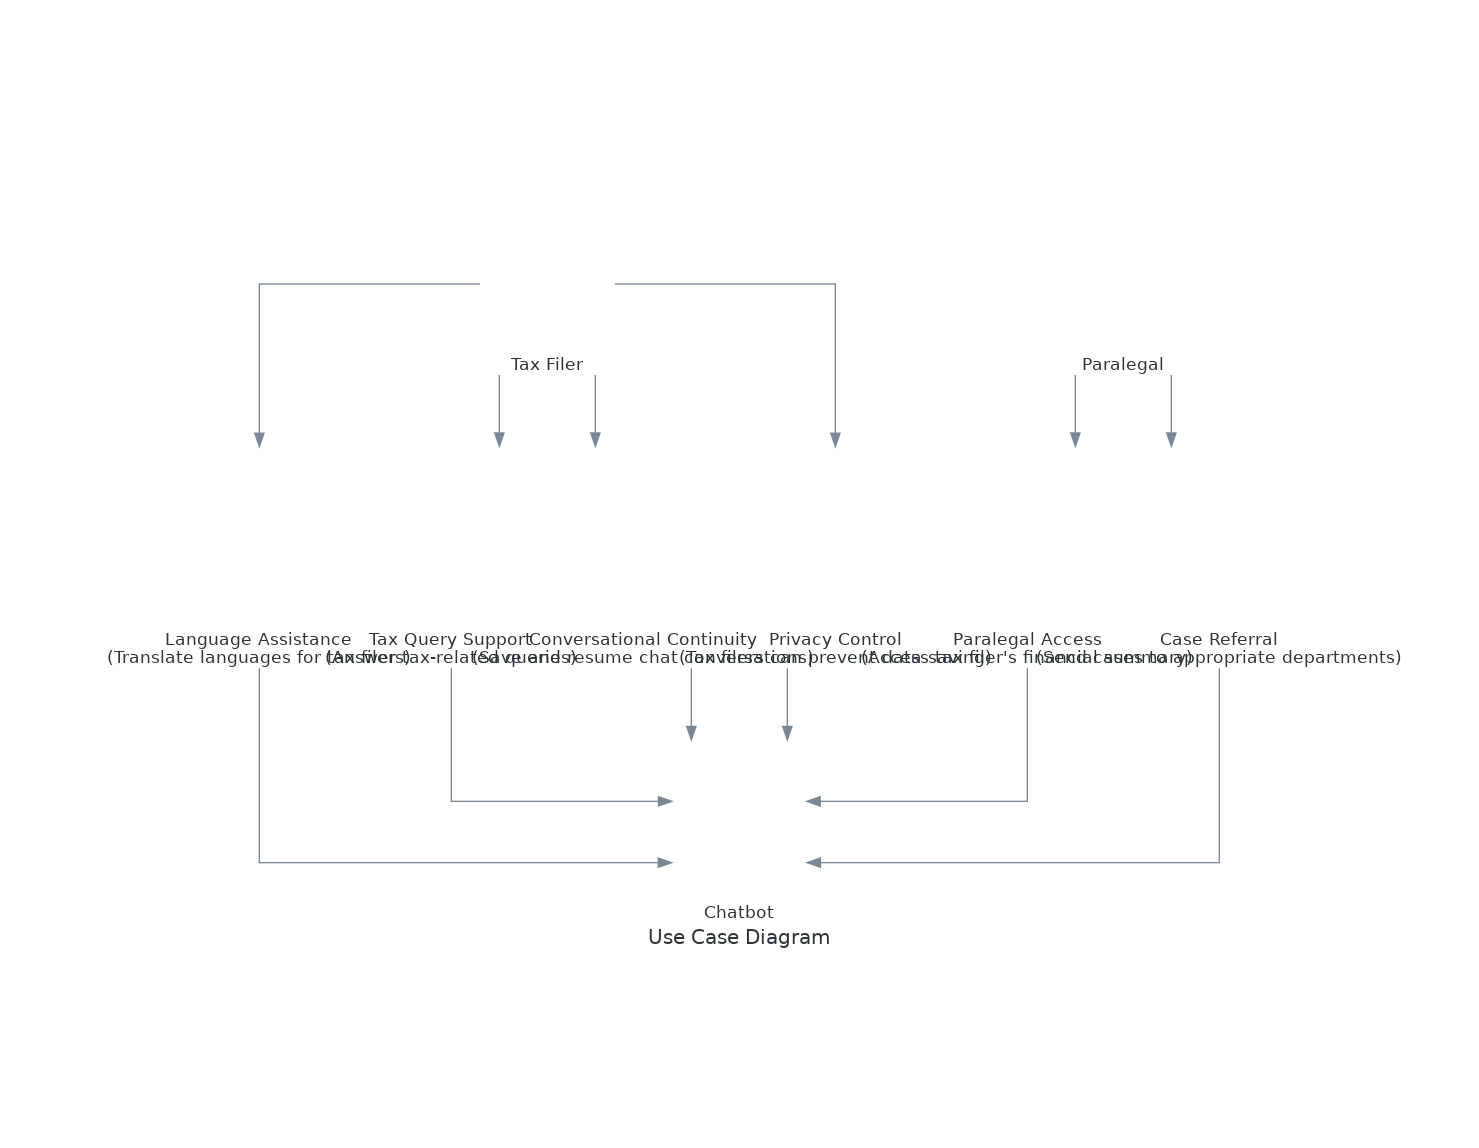 Tax Filer
Paralegal
Language Assistance
(Translate languages for tax filers)
Tax Query Support
(Answers tax-related queries)
Conversational Continuity
(Save and resume chat conversations)
Privacy Control
(Tax filers can prevent data saving)
Paralegal Access
(Access tax filer's financial summary)
Case Referral
(Send cases to appropriate departments)
Chatbot
Use Case Diagram